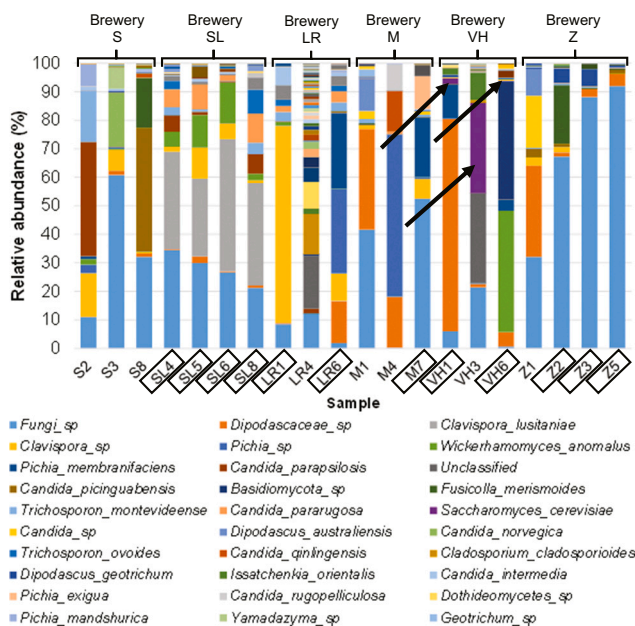 Brewery Brewery Brewery Brewery Brewery Brewery
S SL LR M VH Z
100
90
80
70
60
50
40
30
20
10
0
Relative abundance (%)
S2 S3 S8 SL4 SL5 SL6 SL8 LR1 LR4 LR6 M1 M4 M7 VH1 VH3 VH6 Z1 Z2 Z3 Z5
Sample
Fungi_sp Dipodascaceae_sp Clavispora_lusitaniae
Clavispora_sp Pichia_sp Wickerhamomyces_anomalus
Pichia_membranifaciens Candida_parapsilosis Unclassified
Candida_picinguabensis Basidiomycota_sp Fusicolla_merismoides
Trichosporon_montevideense Candida_pararugosa Saccharomyces_cerevisiae
Candida_sp Dipodascus_australiensis Candida_norvegica
Trichosporon_ovoides Candida_qinlingensis Cladosporium_cladosporioides
Dipodascus_geotrichum Issatchenkia_orientalis Candida_intermedia
Pichia_exigua Candida_rugopelliculosa Dothideomycetes_sp
Pichia_mandshurica Yamadazyma_sp Geotrichum_sp